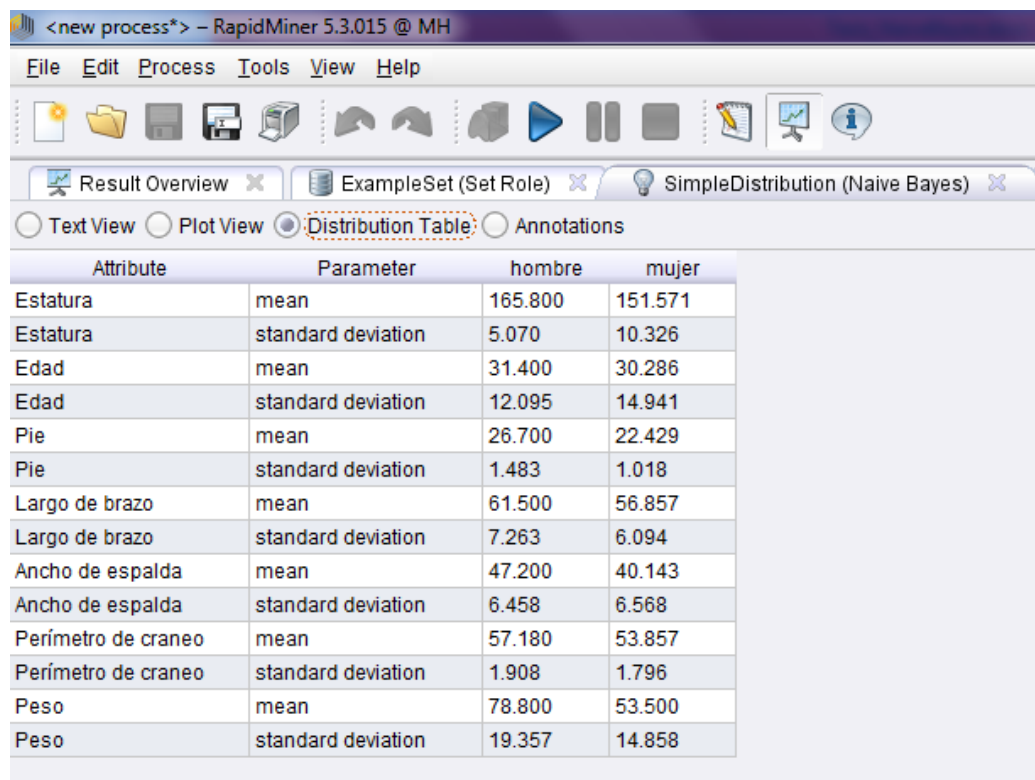 <new process*> – RapidMiner 5.3.015 @ MH
File Edit Process Tools View Help
Result Overview ExampleSet (Set Role) SimpleDistribution (Naive Bayes)
Text View Plot View Distribution Table Annotations
Attribute Parameter hombre mujer
Estatura mean 165.800 151.571
Estatura standard deviation 5.070 10.326
Edad mean 31.400 30.286
Edad standard deviation 12.095 14.941
Pie mean 26.700 22.429
Pie standard deviation 1.483 1.018
Largo de brazo mean 61.500 56.857
Largo de brazo standard deviation 7.263 6.094
Ancho de espalda mean 47.200 40.143
Ancho de espalda standard deviation 6.458 6.568
Perímetro de craneo mean 57.180 53.857
Perímetro de craneo standard deviation 1.908 1.796
Peso mean 78.800 53.500
Peso standard deviation 19.357 14.858